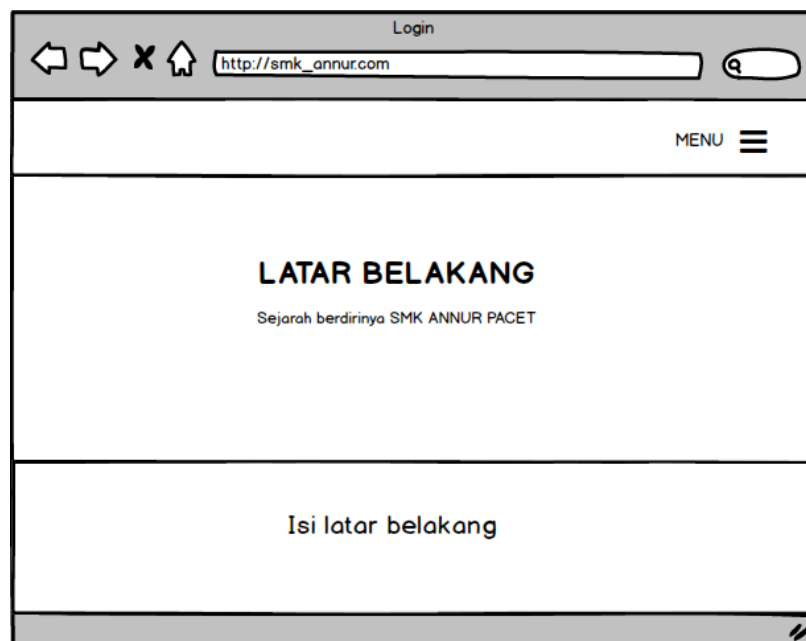 Login
http://smk_annur.com
MENU
LATAR BELAKANG
Sejarah berdirinya SMK ANNUR PACET
Isi latar belakang